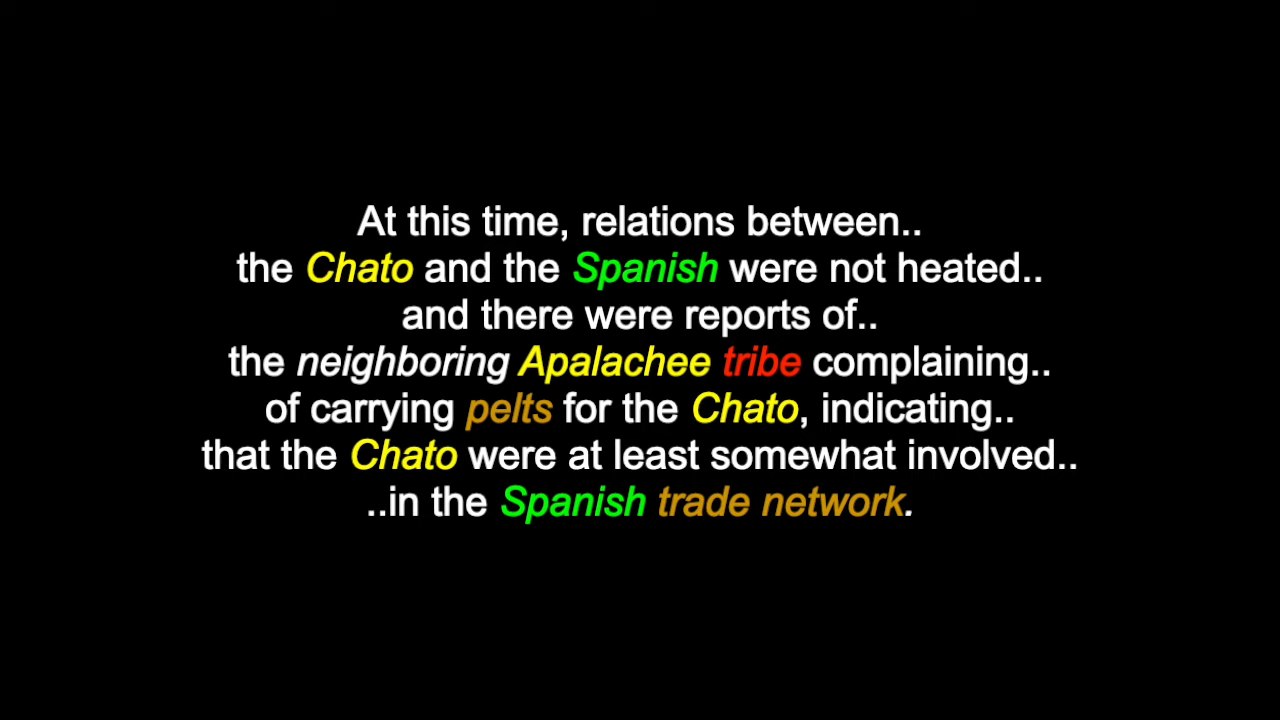 At this time, relations between..
the Chato and the Spanish were not heated..
and there were reports of..
the neighboring Apalachee tribe complaining..
of carrying pelts for the Chato, indicating..
that the Chato were at least somewhat involved..
..in the Spanish trade network.